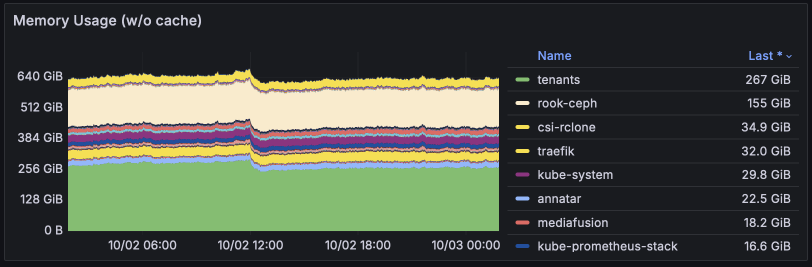 Memory Usage (w/o cache)
640 GiB
512 GiB
384 GiB
256 GiB
128 GiB
0 B
10/02 06:00
10/02 12:00
10/02 18:00
10/03 00:00
Name Last *
tenants 267 GiB
rook-ceph 155 GiB
csi-rclone 34.9 GiB
traefik 32.0 GiB
kube-system 29.8 GiB
annatar 22.5 GiB
mediafusion 18.2 GiB
kube-prometheus-stack 16.6 GiB